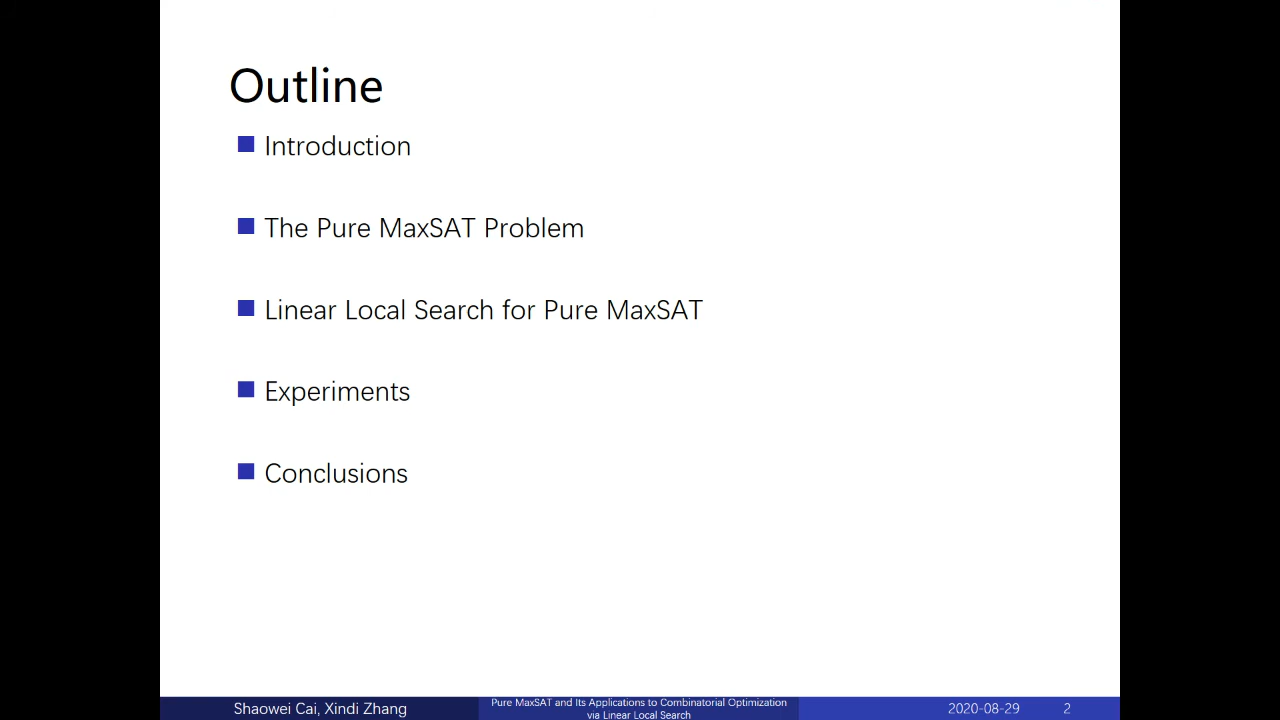 Outline
Introduction
The Pure MaxSAT Problem
Linear Local Search for Pure MaxSAT
Experiments
Conclusions
Shaowei Cai, Xindi Zhang
Pure MaxSAT and Its Applications to Combinatorial Optimization
via Linear Local Search
2020-08-29
2